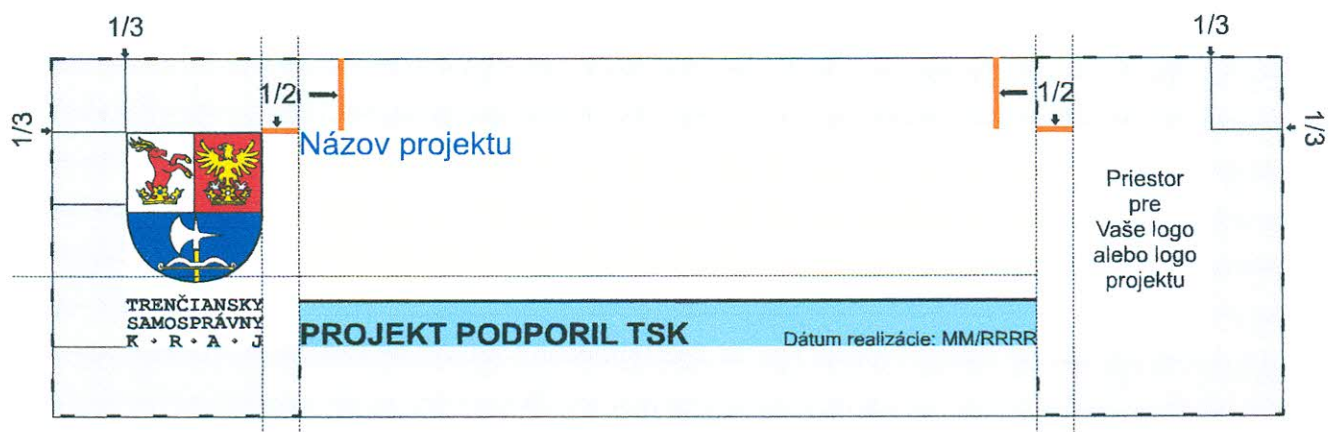 1/3
1/3
1/2
1/2
1/3
1/3
Názov projektu
Priestor
pre
Vaše logo
alebo logo
projektu
TRENČIANSKY
SAMOSPRÁVNY
K · R · A · J
PROJEKT PODPORIL TSK
Dátum realizácie: MM/RRRR